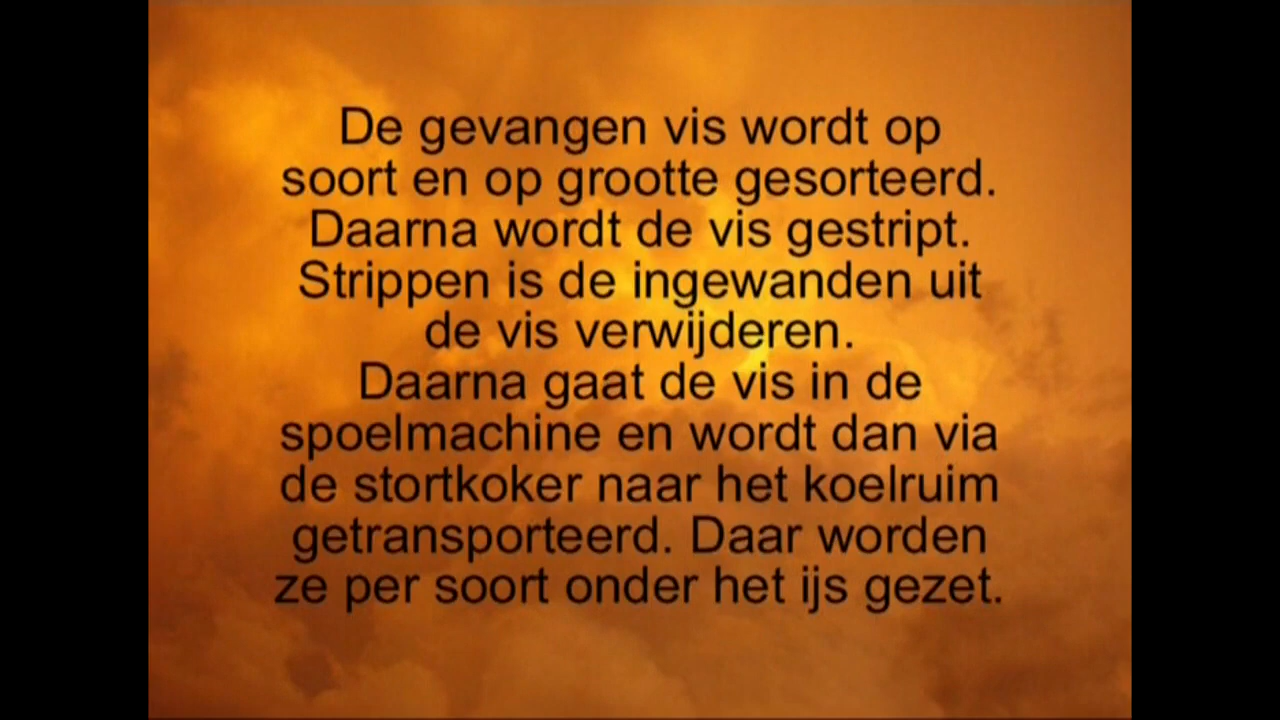 De gevangen vis wordt op
soort en op grootte gesorteerd.
Daarna wordt de vis gestript.
Strippen is de ingewanden uit
de vis verwijderen.
Daarna gaat de vis in de
spoelmachine en wordt dan via
de stortkoker naar het koelruim
getransporteerd. Daar worden
ze per soort onder het ijs gezet.